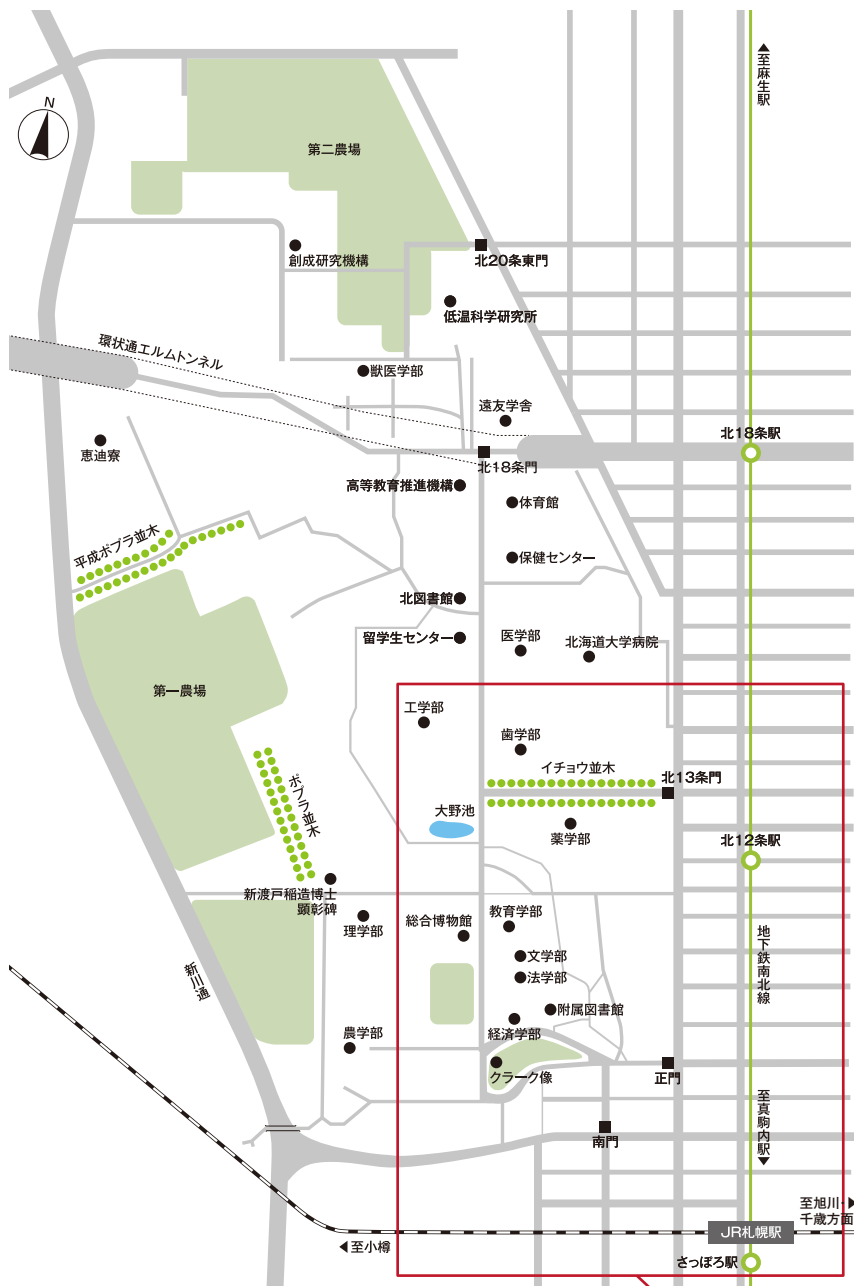 至麻生駅
N
第二農場
創成研究機構
北20条東門
低温科学研究所
環状通エルムトンネル
獣医学部
遠友学舎
北18条駅
恵迪寮
北18条門
高等教育推進機構
体育館
平成ポプラ並木
保健センター
北図書館
留学生センター
医学部
北海道大学病院
第一農場
工学部
歯学部
イチョウ並木
北13条門
ポプラ並木
大野池
薬学部
北12条駅
新渡戸稲造博士
顕彰碑
理学部
総合博物館
教育学部
文学部
法学部
地下鉄南北線
新川通
附属図書館
経済学部
農学部
クラーク像
正門
南門
至真駒内駅
至旭川・
千歳方面
JR札幌駅
至小樽
さっぽろ駅